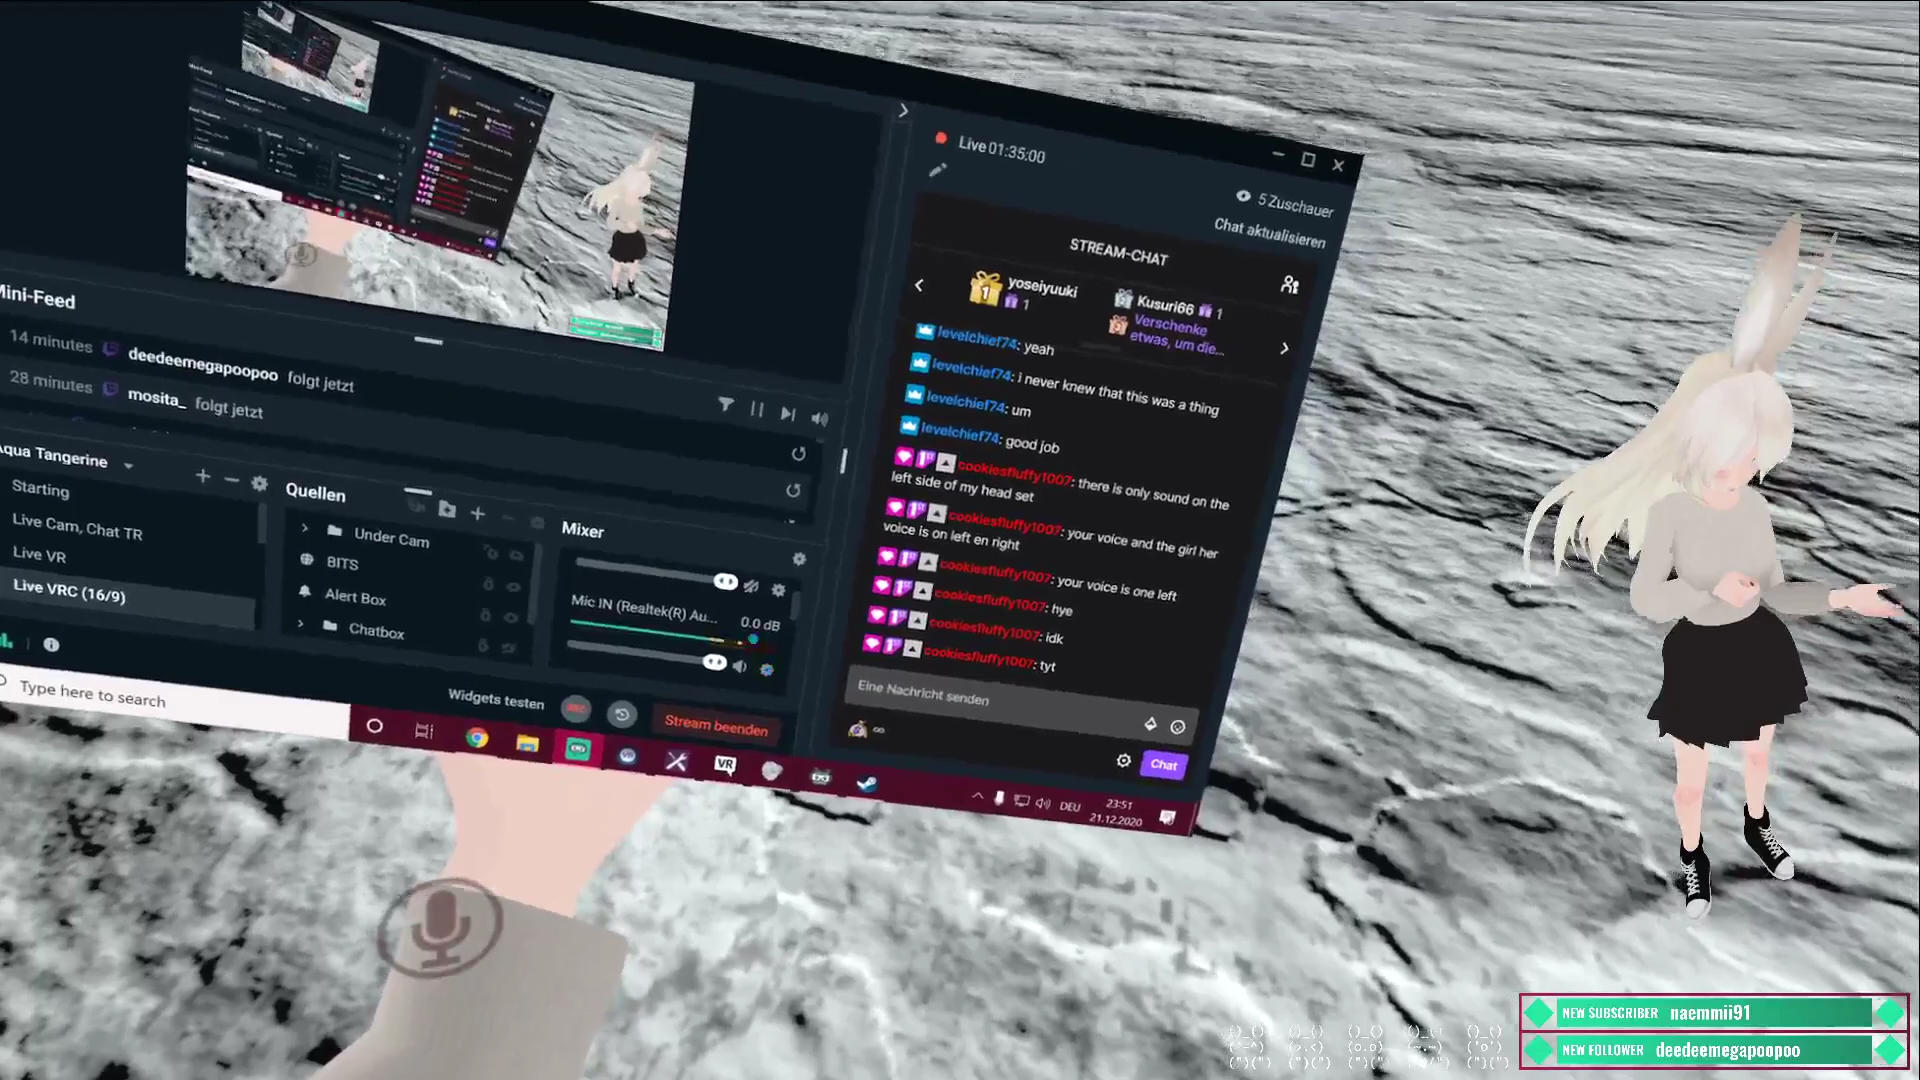 Live 01:35:00
5 Zuschauer
Chat aktualisieren
STREAM-CHAT
yoseiyuuki
1
Kusuri66 1
Verschenke
etwas, um die...
levelchief74: yeah
levelchief74: i never knew that this was a thing
levelchief74: um
levelchief74: good job
cookiesfluffy1007: there is only sound on the
left side of my head set
cookiesfluffy1007: your voice and the girl her
voice is on left en right
cookiesfluffy1007: your voice is one left
cookiesfluffy1007: hye
cookiesfluffy1007: idk
cookiesfluffy1007: tyt
Eine Nachricht senden
Chat
Mini-Feed
14 minutes deedeemegapoopoo folgt jetzt
28 minutes mosita_ folgt jetzt
Aqua Tangerine
Starting
Live Cam, Chat TR
Live VR
Live VRC (16/9)
Quellen
Under Cam
BITS
Alert Box
Chatbox
Mixer
Mic IN (Realtek(R) Au... 0.0 dB
Widgets testen
REC
Stream beenden
Type here to search
VR
DEU
23:51
21.12.2020
NEW SUBSCRIBER naemmii91
NEW FOLLOWER deedeemegapoopoo